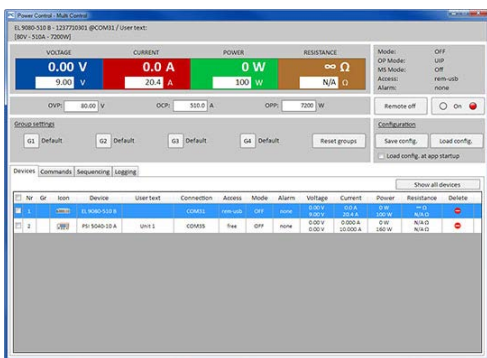 Power Control - Multi Control
EL 9080-510 B - 1237710301 @COM31 / User text:
[80V - 510A - 7200W]
VOLTAGE CURRENT POWER RESISTANCE
0.00 V 0.0 A 0 W ∞ Ω
9.00 V 20.4 A 100 W N/A Ω
Mode: OFF
OP Mode: UIP
MS Mode: Off
Access: rem-usb
Alarm: none
OVP: 80.00 V OCP: 510.0 A OPP: 7200 W
Remote off On
Group settings
G1 Default G2 Default G3 Default G4 Default Reset groups
Configuration
Save config. Load config.
Load config. at app startup
Devices Commands Sequencing Logging
Show all devices
Nr Gr Icon Device User text Connection Access Mode Alarm Voltage Current Power Resistance Delete
1 EL 9080-510 B COM31 rem-usb OFF none 0.00 V 0.0 A 0 W ∞ Ω
9.00 V 20.4 A 100 W N/A Ω
2 PSI 9040-10 A Unit 1 COM35 free OFF none 0.00 V 0.000 A 0 W N/A Ω
0.00 V 10.000 A 160 W N/A Ω